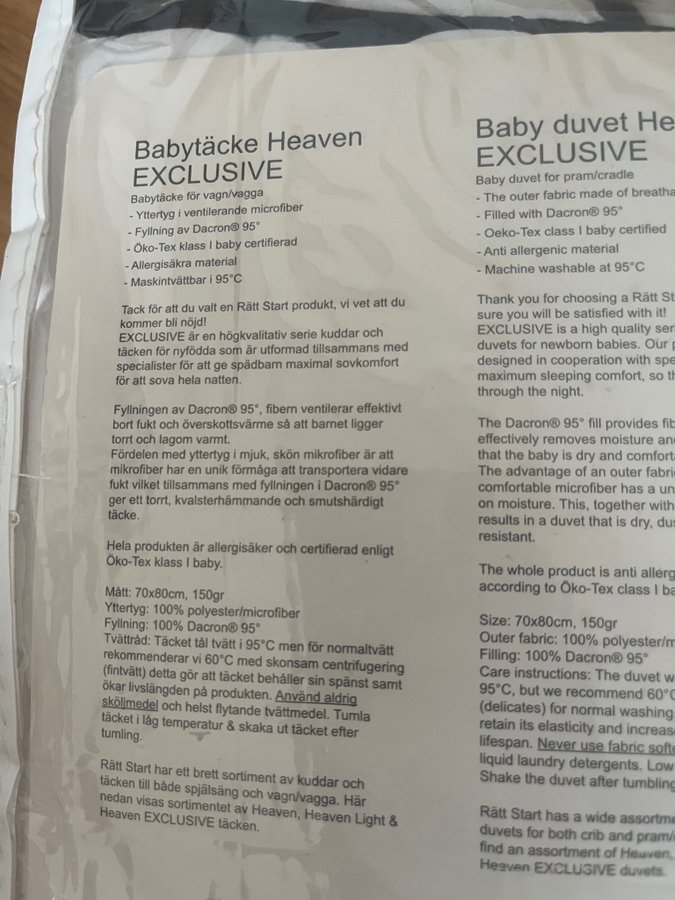 Babytäcke Heaven
EXCLUSIVE
Babytäcke för vagn/vagga
- Yttertyg i ventilerande microfiber
- Fyllning av Dacron® 95°
- Öko-Tex klass I baby certifierad
- Allergisäkra material
- Maskintvättbar i 95°C
Tack för att du valt en Rätt Start produkt, vi vet att du
kommer bli nöjd!
EXCLUSIVE är en högkvalitativ serie kuddar och
täcken för nyfödda som är utformad tillsammans med
specialister för att ge spädbarn maximal sovkomfort
för att sova hela natten.
Fyllningen av Dacron® 95°, fibern ventilerar effektivt
bort fukt och överskottsvärme så att barnet ligger
torrt och lagom varmt.
Fördelen med yttertyg i mjuk, skön mikrofiber är att
mikrofiber har en unik förmåga att transportera vidare
fukt vilket tillsammans med fyllningen i Dacron® 95°
ger ett torrt, kvalsterhämmande och smutshärdigt
täcke.
Hela produkten är allergisäker och certifierad enligt
Öko-Tex klass I baby.
Mått: 70x80cm, 150gr
Yttertyg: 100% polyester/microfiber
Fyllning: 100% Dacron® 95°
Tvättråd: Täcket tål tvätt i 95°C men för normaltvätt
rekommenderar vi 60°C med skonsam centrifugering
(fintvätt) detta gör att täcket behåller sin spänst samt
ökar livslängden på produkten. Använd aldrig
sköljmedel och helst flytande tvättmedel. Tumla
täcket i låg temperatur & skaka ut täcket efter
tumling.
Rätt Start har ett brett sortiment av kuddar och
täcken till både spjälsäng och vagn/vagga. Här
nedan visas sortimentet av Heaven, Heaven Light &
Heaven EXCLUSIVE täcken.
Baby duvet He
EXCLUSIVE
Baby duvet for pram/cradle
- The outer fabric made of breatha
- Filled with Dacron® 95°
- Oeko-Tex class I baby certified
- Anti allergenic material
- Machine washable at 95°C
Thank you for choosing a Rätt St
sure you will be satisfied with it!
EXCLUSIVE is a high quality ser
duvets for newborn babies. Our p
designed in cooperation with spe
maximum sleeping comfort, so th
through the night.
The Dacron® 95° fill provides fib
effectively removes moisture and
that the baby is dry and comfort
The advantage of an outer fabri
comfortable microfiber has a un
on moisture. This, together with
results in a duvet that is dry, dus
resistant.
The whole product is anti allerg
according to Öko-Tex class I ba
Size: 70x80cm, 150gr
Outer fabric: 100% polyester/m
Filling: 100% Dacron® 95°
Care instructions: The duvet w
95°C, but we recommend 60°C
(delicates) for normal washing
retain its elasticity and increas
lifespan. Never use fabric softe
liquid laundry detergents. Low
Shake the duvet after tumbling
Rätt Start has a wide assortme
duvets for both crib and pram/
find an assortment of Heaven,
Heaven EXCLUSIVE duvets.